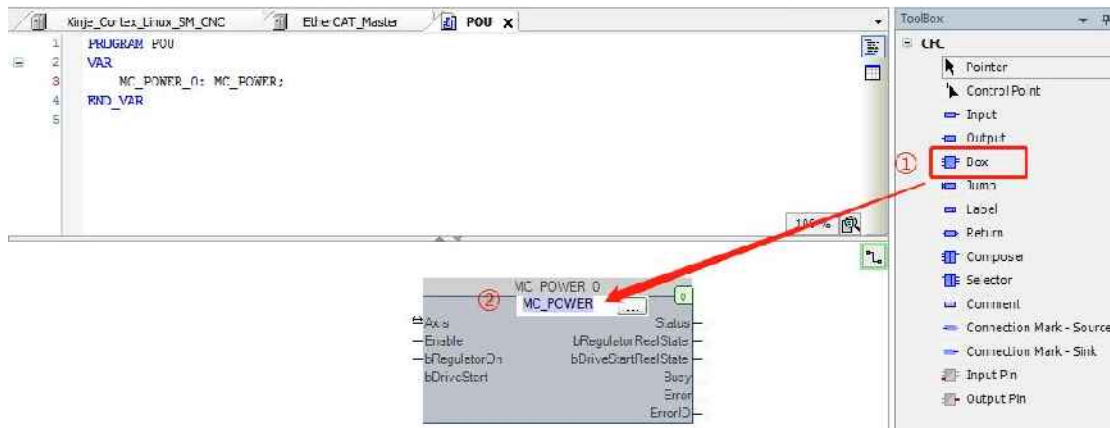 Xinje_Cortex_Linux_SM_CNC
EtherCAT_Master
POU
X
1 PROGRAM POU
2 VAR
3 MC_POWER_0: MC_POWER;
4 END_VAR
5
100 %
MC_POWER_0
② MC_POWER ...
0
Axis Status
Enable bRegulatorRealState
bRegulatorOn bDriveStartRealState
bDriveStart Busy
Error
ErrorID
ToolBox
CFC
Pointer
Control Point
Input
Output
① Box
Jump
Label
Return
Composer
Selector
Comment
Connection Mark - Source
Connection Mark - Sink
Input Pin
Output Pin